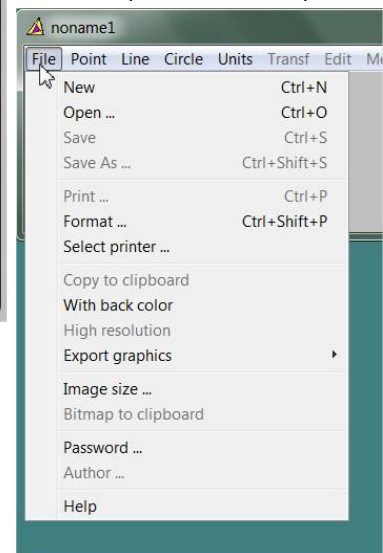 noname1
File Point Line Circle Units Transf Edit
New Ctrl+N
Open ... Ctrl+O
Save Ctrl+S
Save As ... Ctrl+Shift+S
Print ... Ctrl+P
Format ... Ctrl+Shift+P
Select printer ...
Copy to clipboard
With back color
High resolution
Export graphics
Image size ...
Bitmap to clipboard
Password ...
Author ...
Help